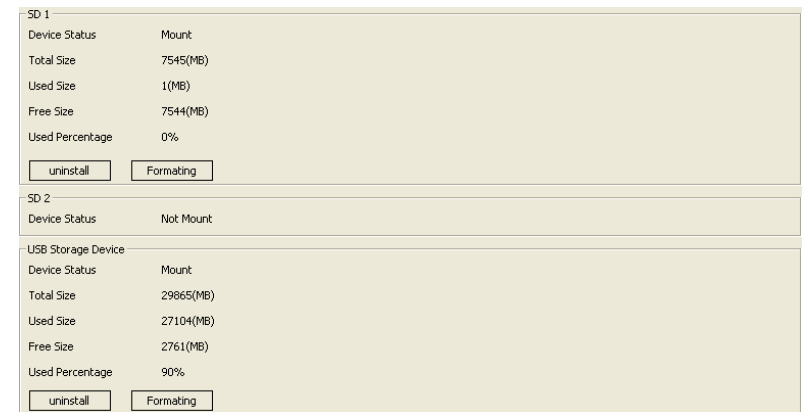 SD 1
Device Status Mount
Total Size 7545(MB)
Used Size 1(MB)
Free Size 7544(MB)
Used Percentage 0%
uninstall Formating
SD 2
Device Status Not Mount
USB Storage Device
Device Status Mount
Total Size 29865(MB)
Used Size 27104(MB)
Free Size 2761(MB)
Used Percentage 90%
uninstall Formating